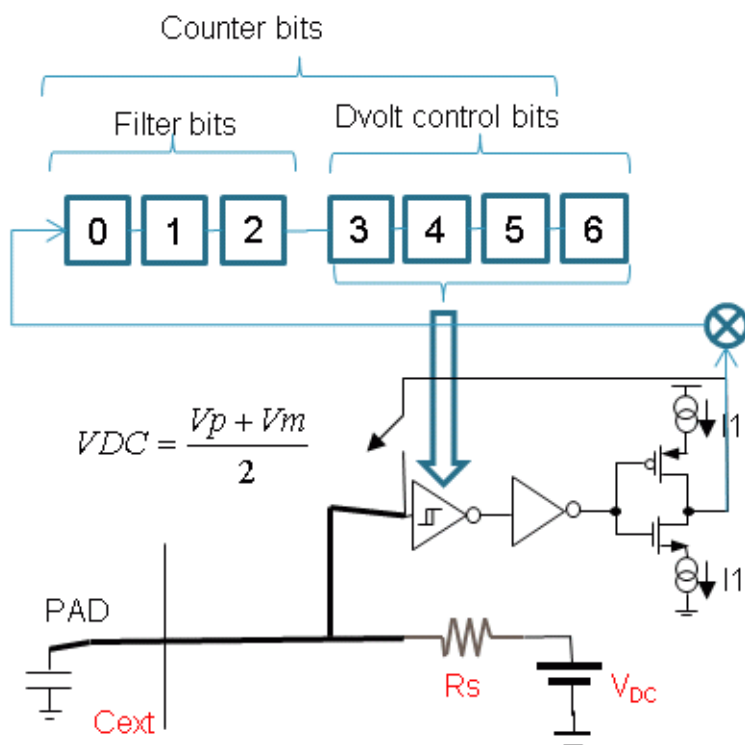 Counter bits
Filter bits
Dvolt control bits
0 1 2 3 4 5 6
I1
VDC = Vp + Vm / 2
I1
PAD
Rs
VDC
Cext